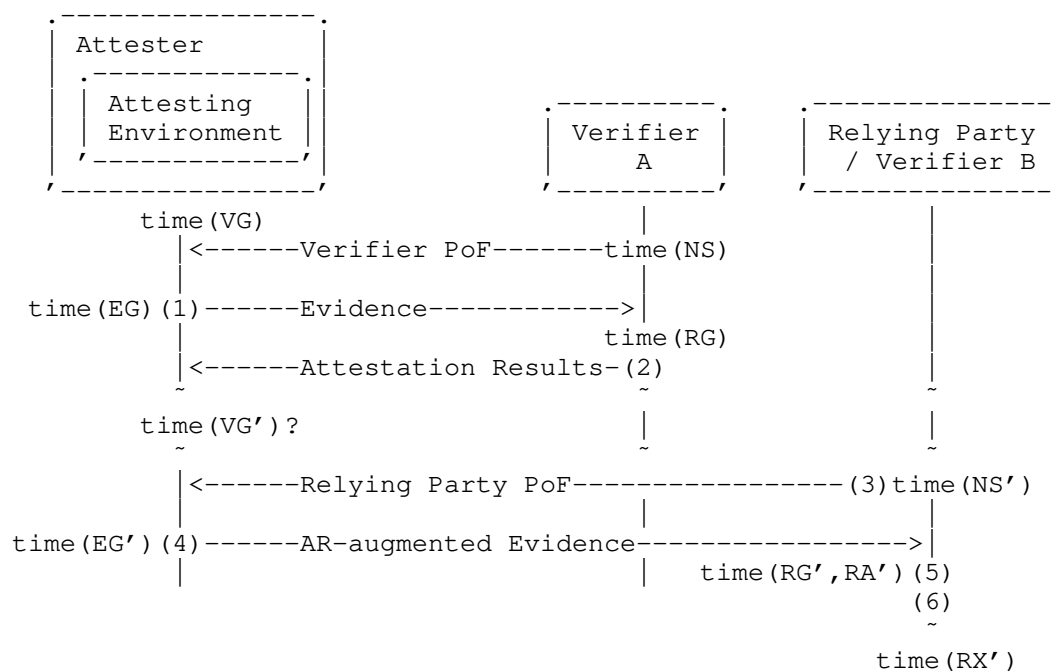 .----------------.
| Attester       |
| .-------------.|
| | Attesting   ||             .----------.    .---------------
| | Environment ||             | Verifier |    | Relying Party
| '-------------'|             |    A     |    |  / Verifier B
'----------------'             '----------'    '---------------
      time(VG)                       |                 |
        |<------Verifier PoF-------time(NS)            |
        |                            |                 |
time(EG)(1)------Evidence----------->|                 |
        |                          time(RG)            |
        |<------Attestation Results-(2)                |
        ~                            ~                 ~
      time(VG')?                     |                 |
        ~                            ~                 ~
        |<------Relying Party PoF-----------------(3)time(NS')
        |                            |                 |
time(EG')(4)------AR-augmented Evidence----------------->|
        |                            |   time(RG',RA')(5)
                                                      (6)
                                                       ~
                                                    time(RX')